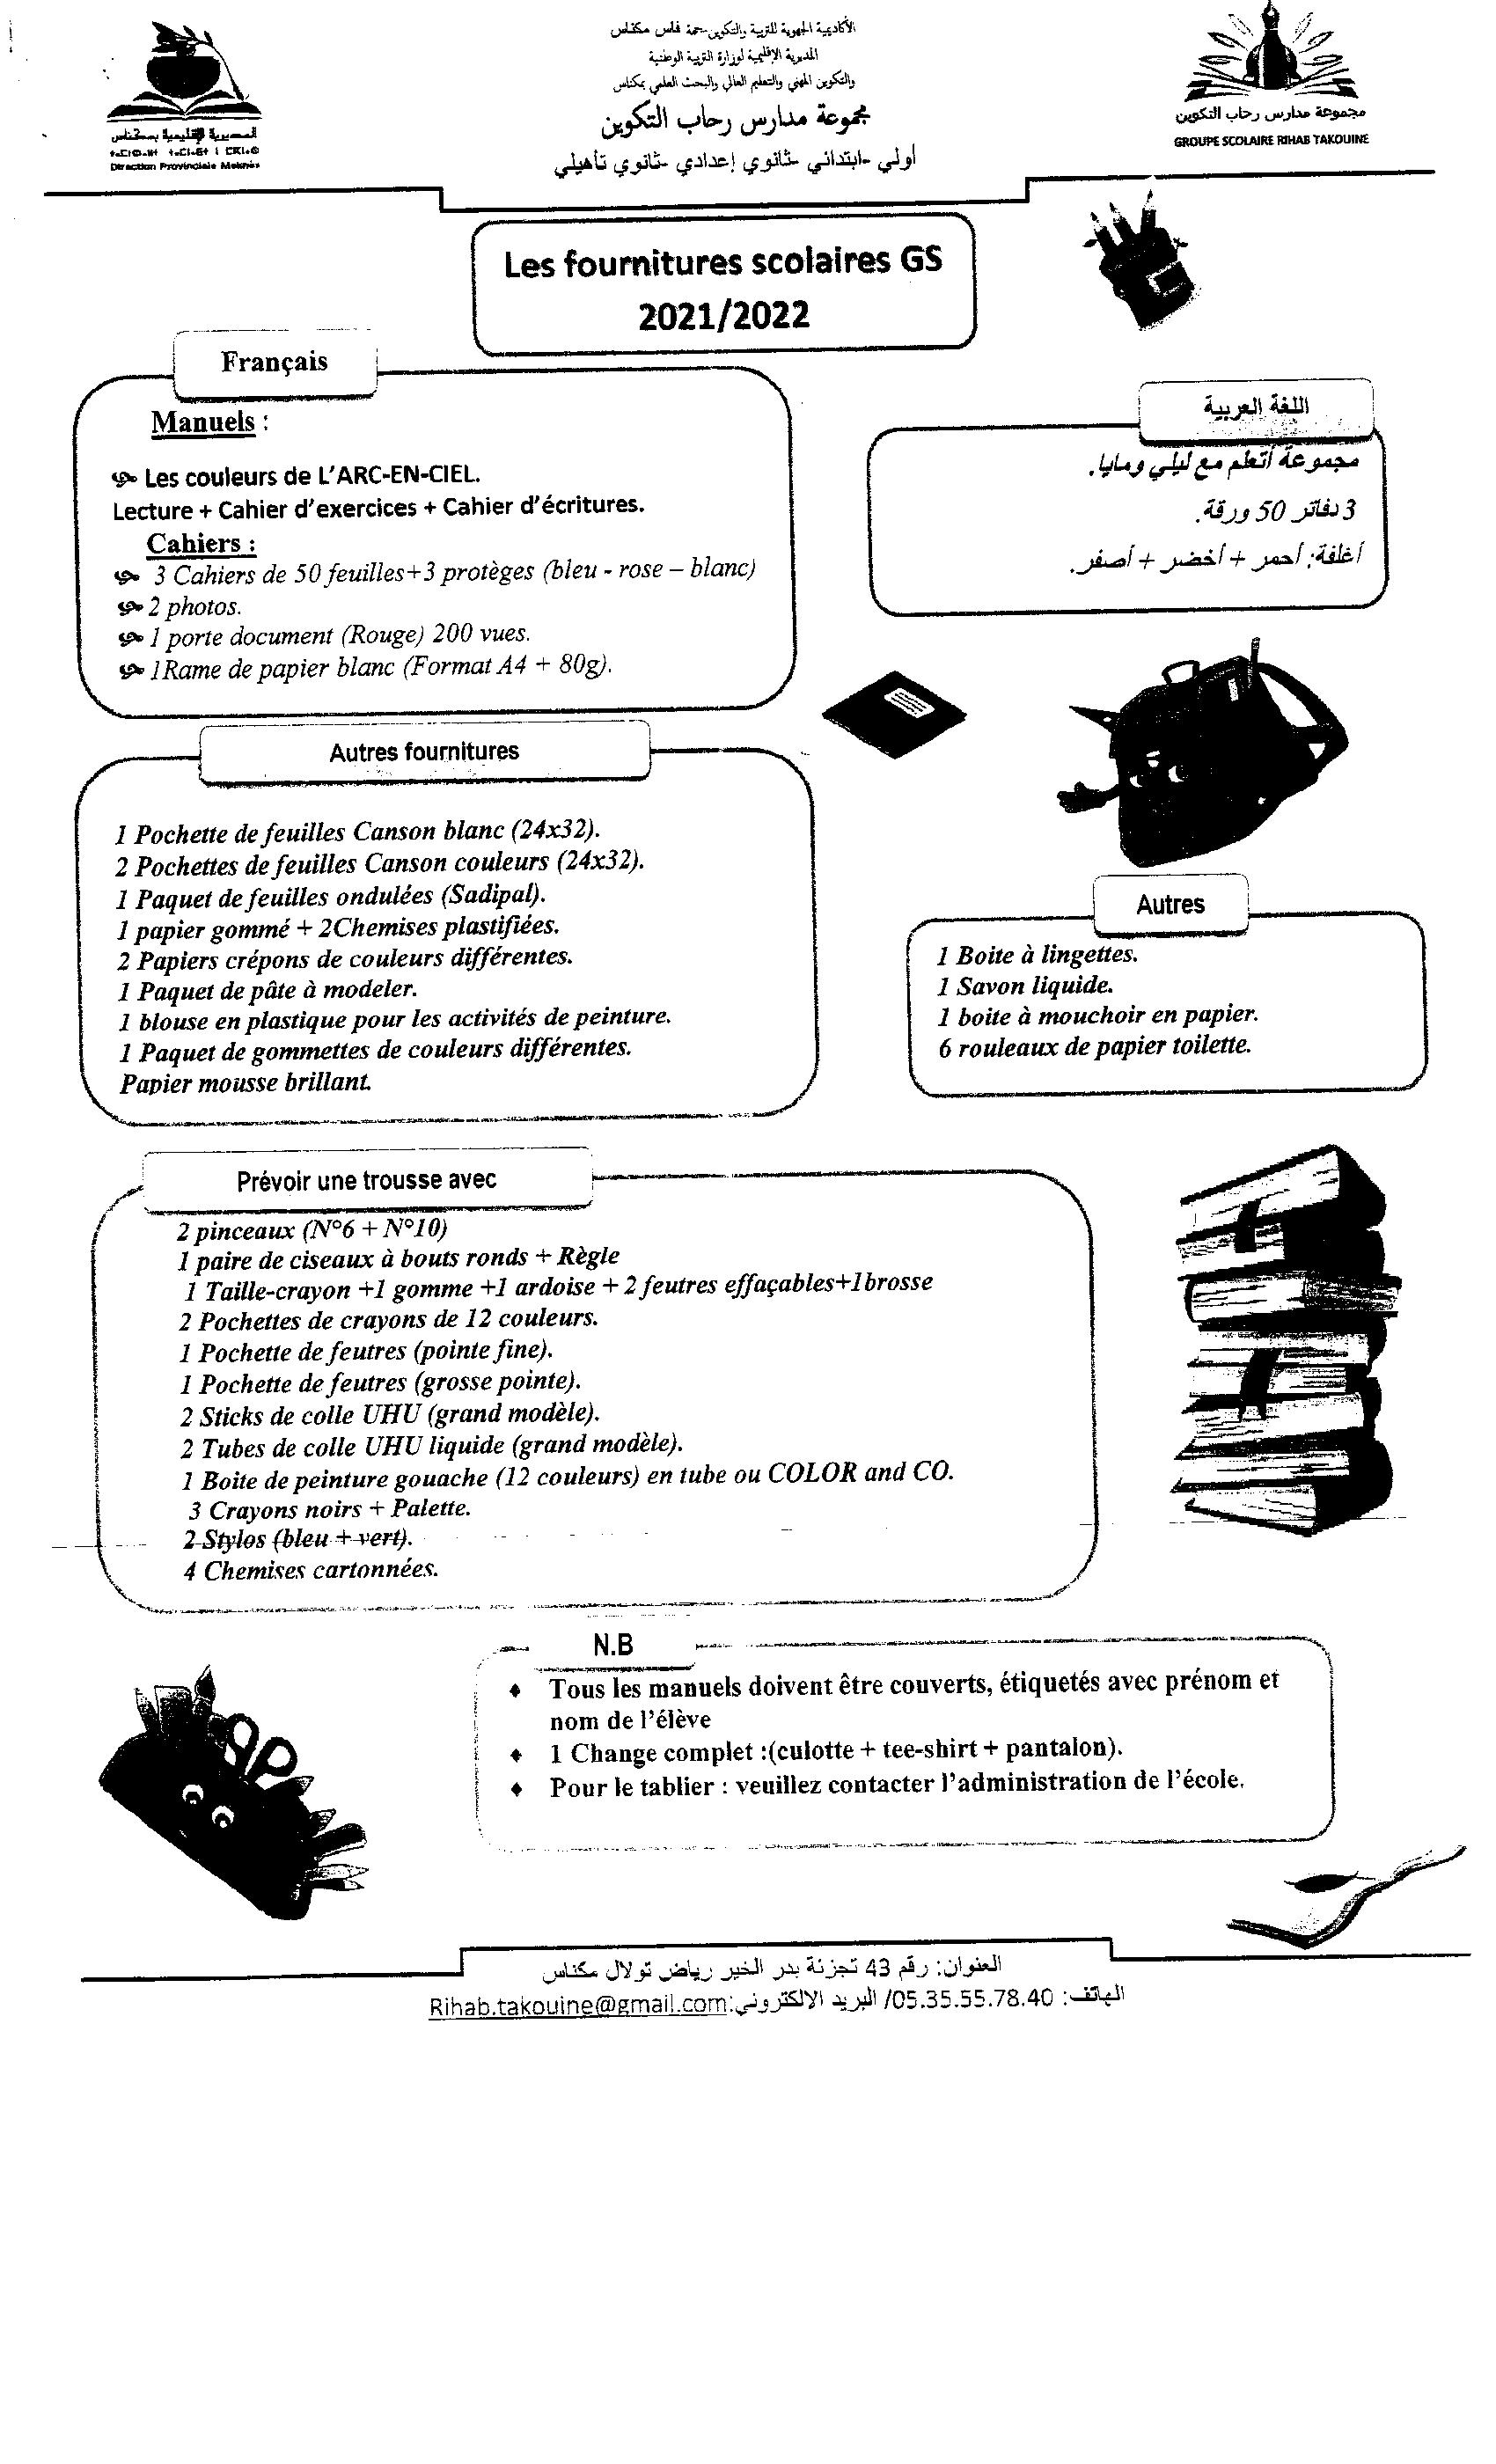 المديرية الإقليمية بمكناس
Direction Provinciale Meknès
الأكاديمية الجهوية للتربية والتكوين-جهة فاس مكناس
المديرية الإقليمية لوزارة التربية الوطنية
والتكوين المهني والتعليم العالي والبحث العلمي بمكناس
مجموعة مدارس رحاب التكوين
أولي -ابتدائي -ثانوي إعدادي -ثانوي تأهيلي
مجموعة مدارس رحاب التكوين
GROUPE SCOLAIRE RIHAB TAKOUINE
Les fournitures scolaires GS
2021/2022
Français
Manuels :
Les couleurs de L’ARC-EN-CIEL.
Lecture + Cahier d’exercices + Cahier d’écritures.
Cahiers :
3 Cahiers de 50 feuilles+3 protèges (bleu - rose – blanc)
2 photos.
1 porte document (Rouge) 200 vues.
1Rame de papier blanc (Format A4 + 80g).
اللغة العربية
مجموعة أتعلم مع ليلي ومايا.
3 دفاتر 50 ورقة.
أغلفة: أحمر + أخضر + أصفر.
Autres fournitures
1 Pochette de feuilles Canson blanc (24x32).
2 Pochettes de feuilles Canson couleurs (24x32).
1 Paquet de feuilles ondulées (Sadipal).
1 papier gommé + 2Chemises plastifiées.
2 Papiers crépons de couleurs différentes.
1 Paquet de pâte à modeler.
1 blouse en plastique pour les activités de peinture.
1 Paquet de gommettes de couleurs différentes.
Papier mousse brillant.
Autres
1 Boite à lingettes.
1 Savon liquide.
1 boite à mouchoir en papier.
6 rouleaux de papier toilette.
Prévoir une trousse avec
2 pinceaux (N°6 + N°10)
1 paire de ciseaux à bouts ronds + Règle
1 Taille-crayon +1 gomme +1 ardoise + 2 feutres effaçables+1brosse
2 Pochettes de crayons de 12 couleurs.
1 Pochette de feutres (pointe fine).
1 Pochette de feutres (grosse pointe).
2 Sticks de colle UHU (grand modèle).
2 Tubes de colle UHU liquide (grand modèle).
1 Boite de peinture gouache (12 couleurs) en tube ou COLOR and CO.
3 Crayons noirs + Palette.
2 Stylos (bleu + vert).
4 Chemises cartonnées.
N.B
♦ Tous les manuels doivent être couverts, étiquetés avec prénom et
nom de l’élève
♦ 1 Change complet :(culotte + tee-shirt + pantalon).
♦ Pour le tablier : veuillez contacter l’administration de l’école.
العنوان: رقم 43 تجزئة بدر الخير رياض تولال مكناس
الهاتف: 05.35.55.78.40/ البريد الالكتروني:Rihab.takouine@gmail.com